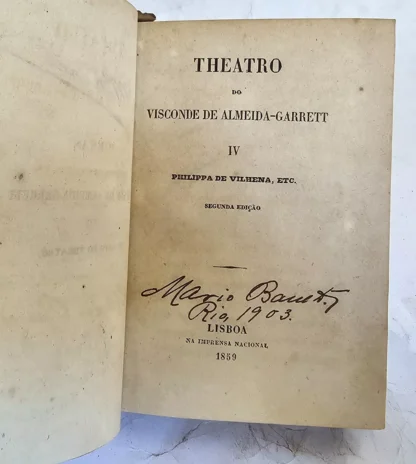 THEATRO
DO
VISCONDE DE ALMEIDA-GARRETT
IV
PHILIPPA DE VILHENA, ETC.
SEGUNDA EDIÇÃO
Mario
Rio, 1903.
LISBOA
NA IMPRENSA NACIONAL
1859